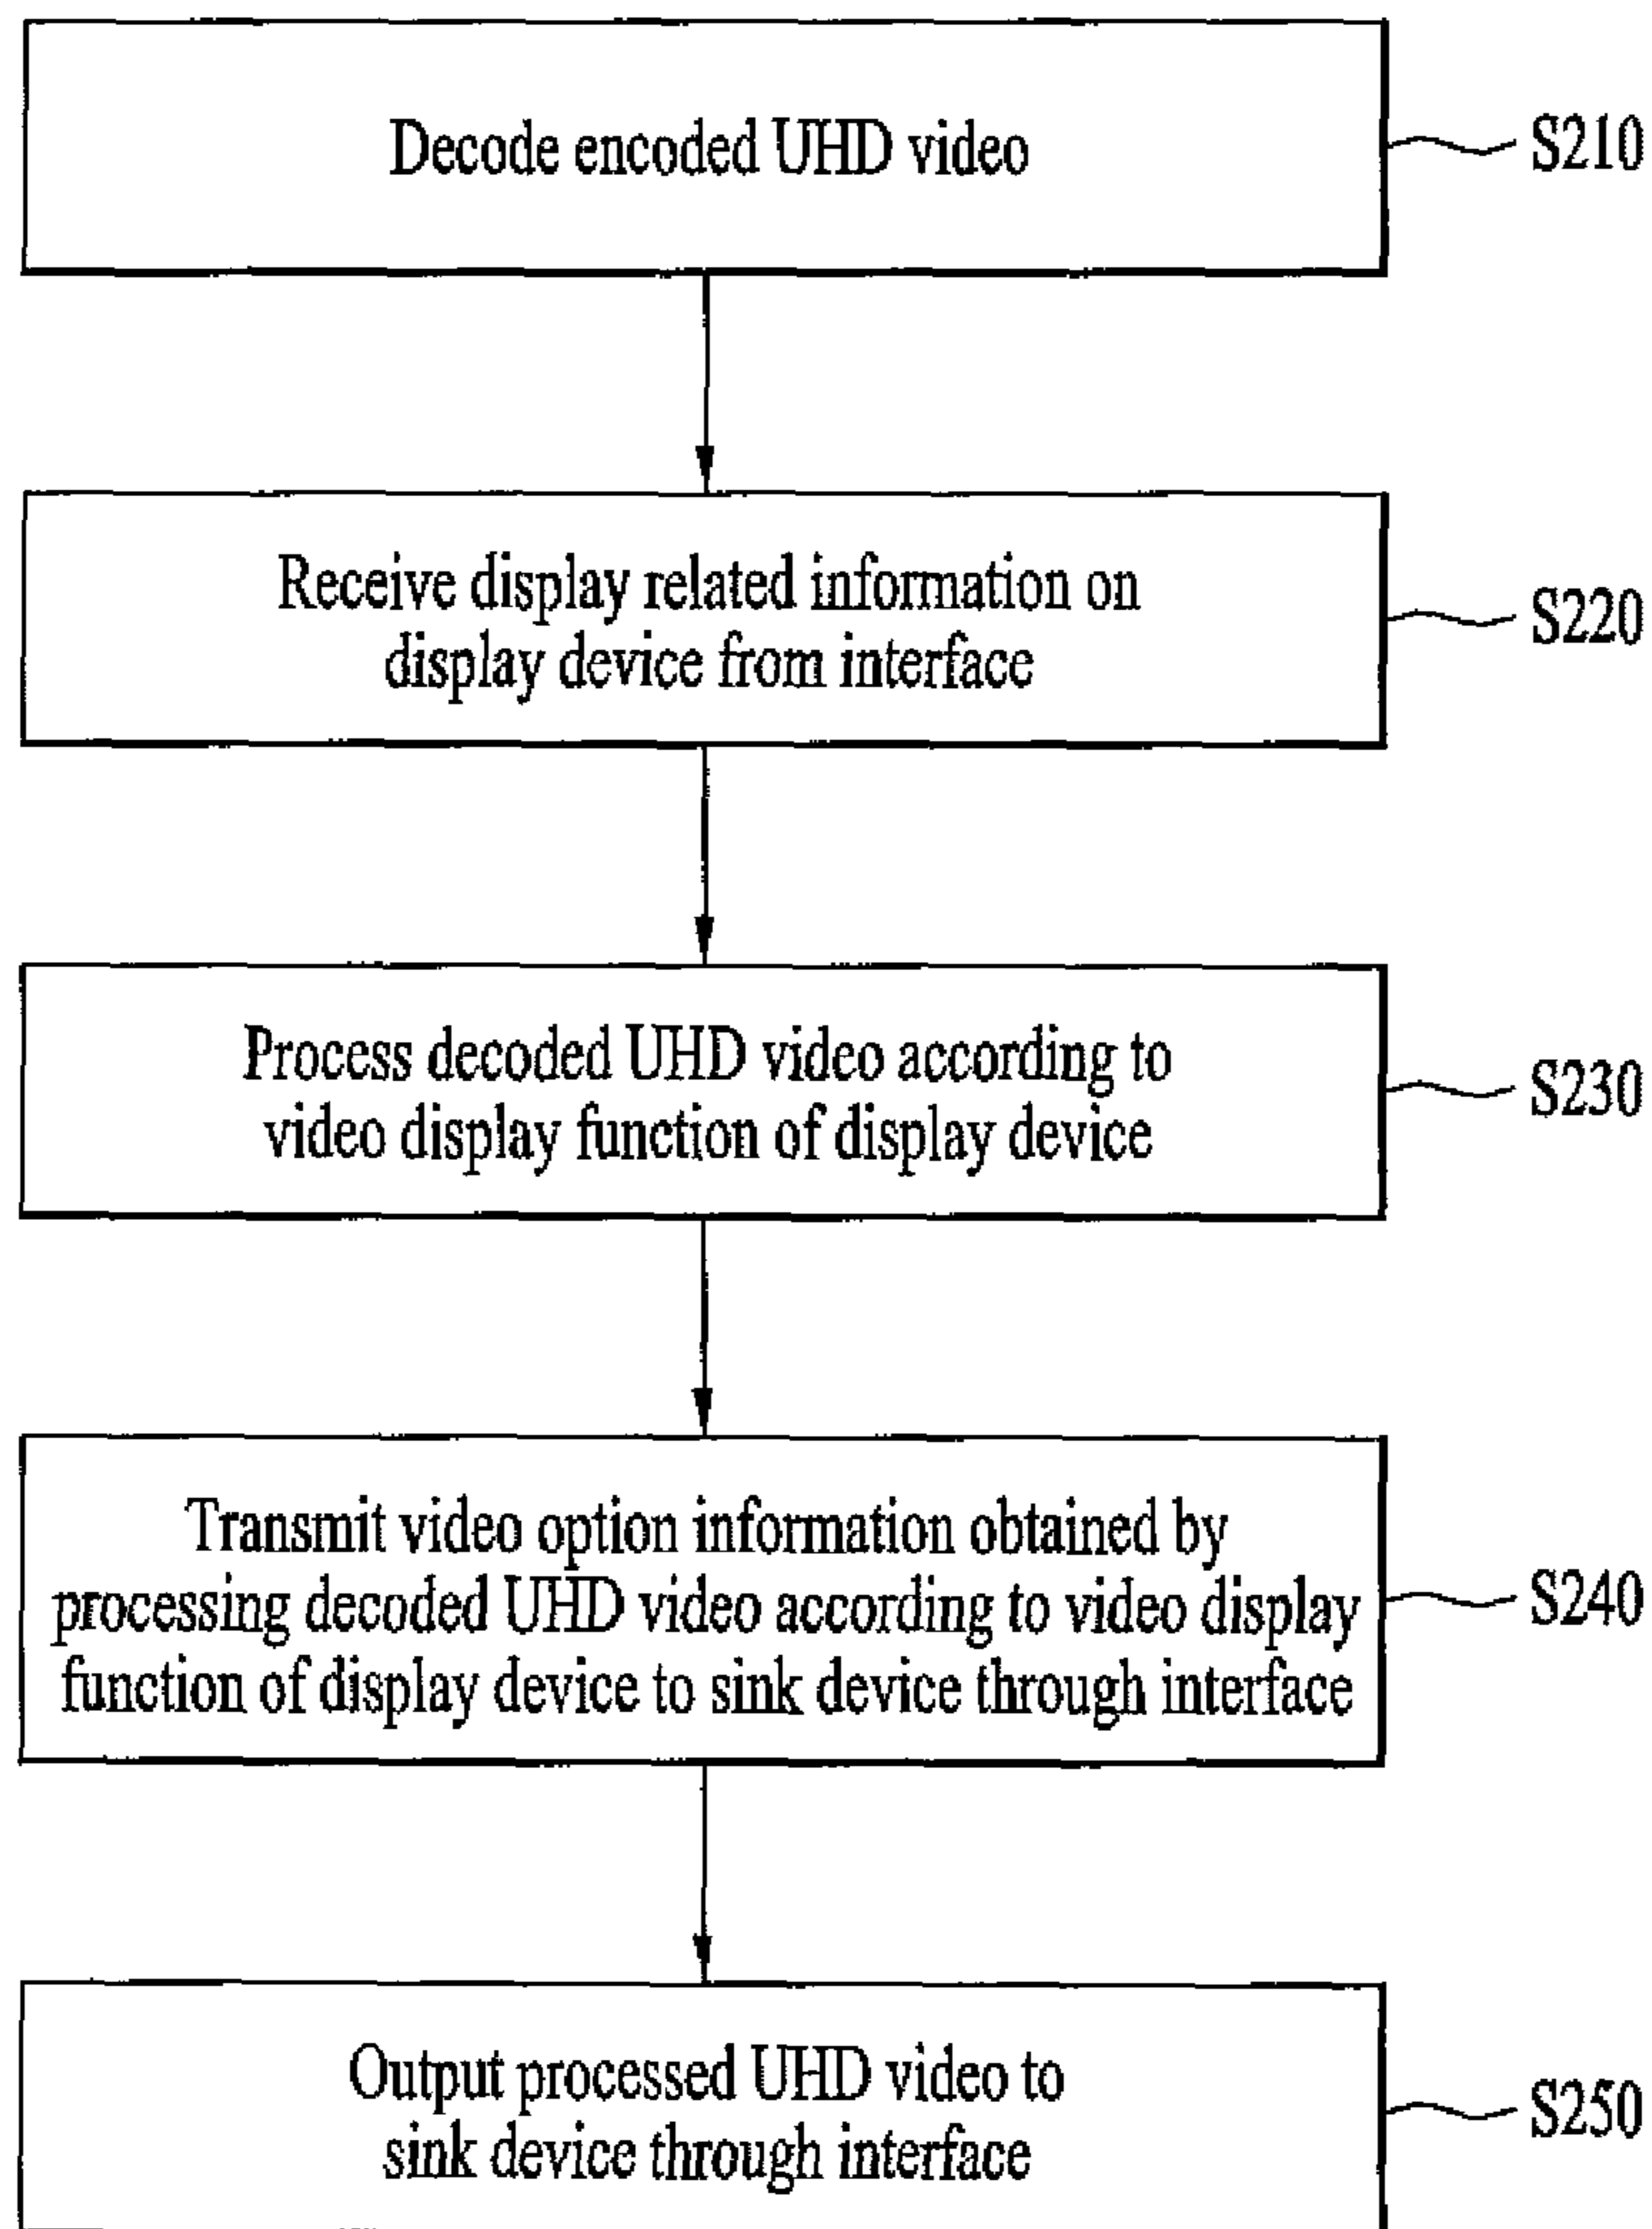 Decode encoded UHD video
S210
Receive display related information on
display device from interface
S220
Process decoded UHD video according to
video display function of display device
S230
Transmit video option information obtained by
processing decoded UHD video according to video display
function of display device to sink device through interface
S240
Output processed UHD video to
sink device through interface
S250